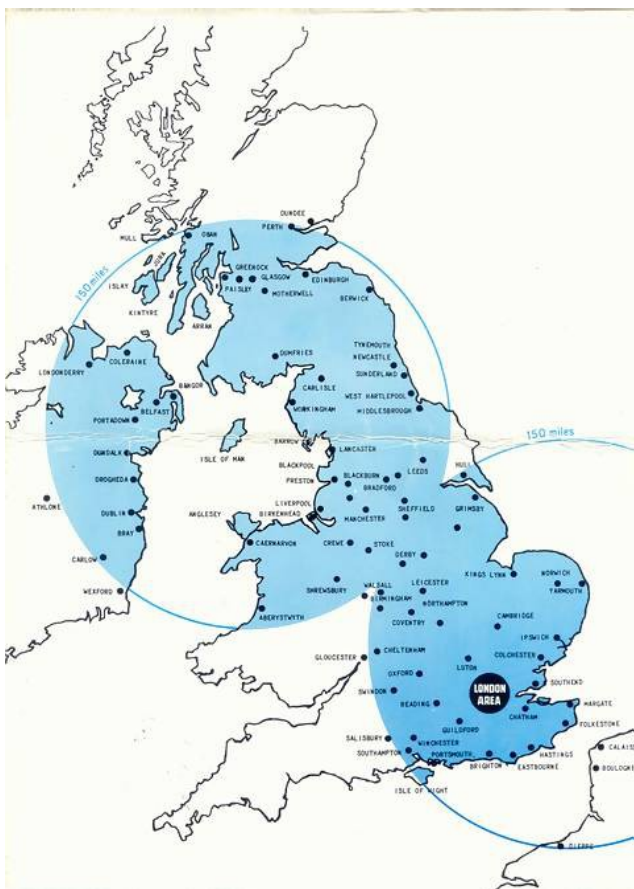 DUNDEE
PERTH
MULL
OBAN
JURA
150 miles
ISLAY
GREENOCK
GLASGOW
EDINBURGH
PAISLEY
MOTHERWELL
BERWICK
KINTYRE
ARRAN
TYNEMOUTH
NEWCASTLE
SUNDERLAND
COLERAINE
LONDONDERRY
DUMFRIES
CARLISLE
BANGOR
WEST HARTLEPOOL
MIDDLESBROUGH
WORKINGHAM
BELFAST
PORTADOWN
150 miles
ISLE OF MAN
BARROW
LANCASTER
DUNDALK
BLACKPOOL
LEEDS
HULL
BLACKBURN
BRADFORD
PRESTON
DROGHEDA
ATHLONE
DUBLIN
ANGLESEY
LIVERPOOL
BIRKENHEAD
MANCHESTER
SHEFFIELD
GRIMSBY
BRAY
CAERNARVON
CREWE
STOKE
DERBY
CARLOW
KINGS LYNN
NORWICH
YARMOUTH
WEXFORD
SHREWSBURY
WALSALL
LEICESTER
BIRMINGHAM
NORTHAMPTON
ABERYSTWYTH
COVENTRY
CAMBRIDGE
IPSWICH
GLOUCESTER
CHELTENHAM
LUTON
COLCHESTER
OXFORD
SWINDON
LONDON
AREA
SOUTHEND
READING
CHATHAM
MARGATE
FOLKESTONE
GUILDFORD
SALISBURY
WINCHESTER
SOUTHAMPTON
PORTSMOUTH
BRIGHTON
HASTINGS
EASTBOURNE
CALAIS
BOULOGNE
ISLE OF WIGHT
DIEPPE